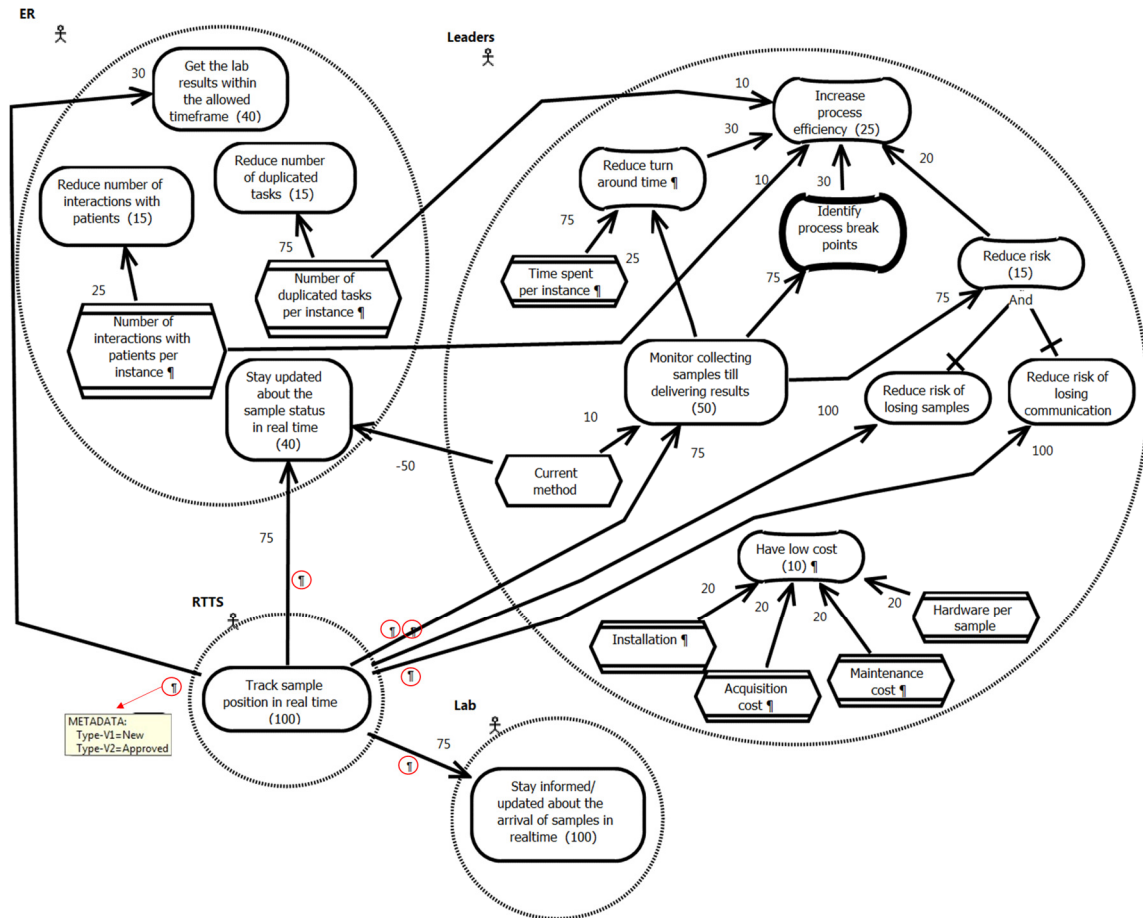 ER
Get the lab
results within
the allowed
timeframe (40)
30
Reduce number of
interactions with
patients (15)
Reduce number
of duplicated
tasks (15)
25
75
Number of
duplicated tasks
per instance ¶
Number of
interactions with
patients per
instance ¶
Stay updated
about the
sample status
in real time
(40)
Leaders
10
Increase
process
efficiency (25)
30
Reduce turn
around time ¶
10
30
20
75
Identify
process break
points
Time spent
per instance ¶
25
75
Reduce risk
(15)
And
75
Monitor collecting
samples till
delivering results
(50)
Reduce risk of
losing samples
Reduce risk of
losing
communication
10
75
100
100
-50
Current
method
Have low cost
(10) ¶
20
20
20
20
Installation ¶
Acquisition
cost ¶
Maintenance
cost ¶
Hardware per
sample
75
¶
RTTS
¶
¶
¶
¶
METADATA:
Type-V1=New
Type-V2=Approved
Track sample
position in real time
(100)
Lab
75
¶
Stay informed/
updated about the
arrival of samples in
realtime (100)